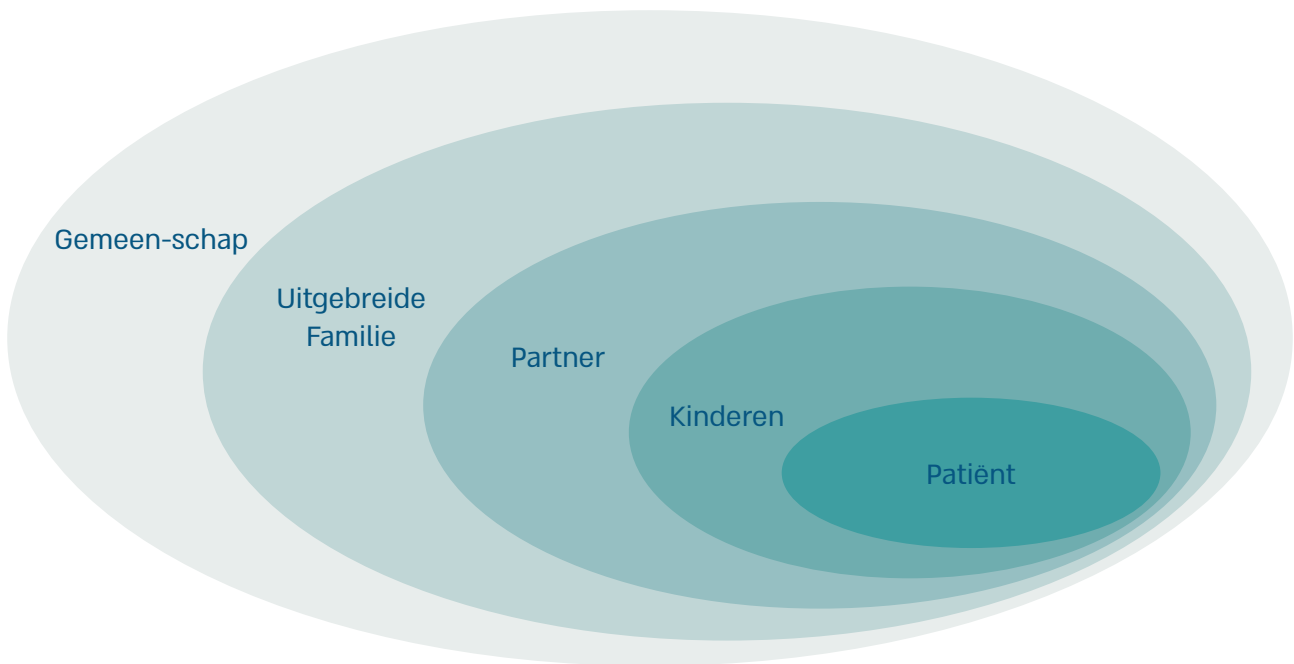 Gemeen-schap
Uitgebreide
Familie
Partner
Kinderen
Patiënt